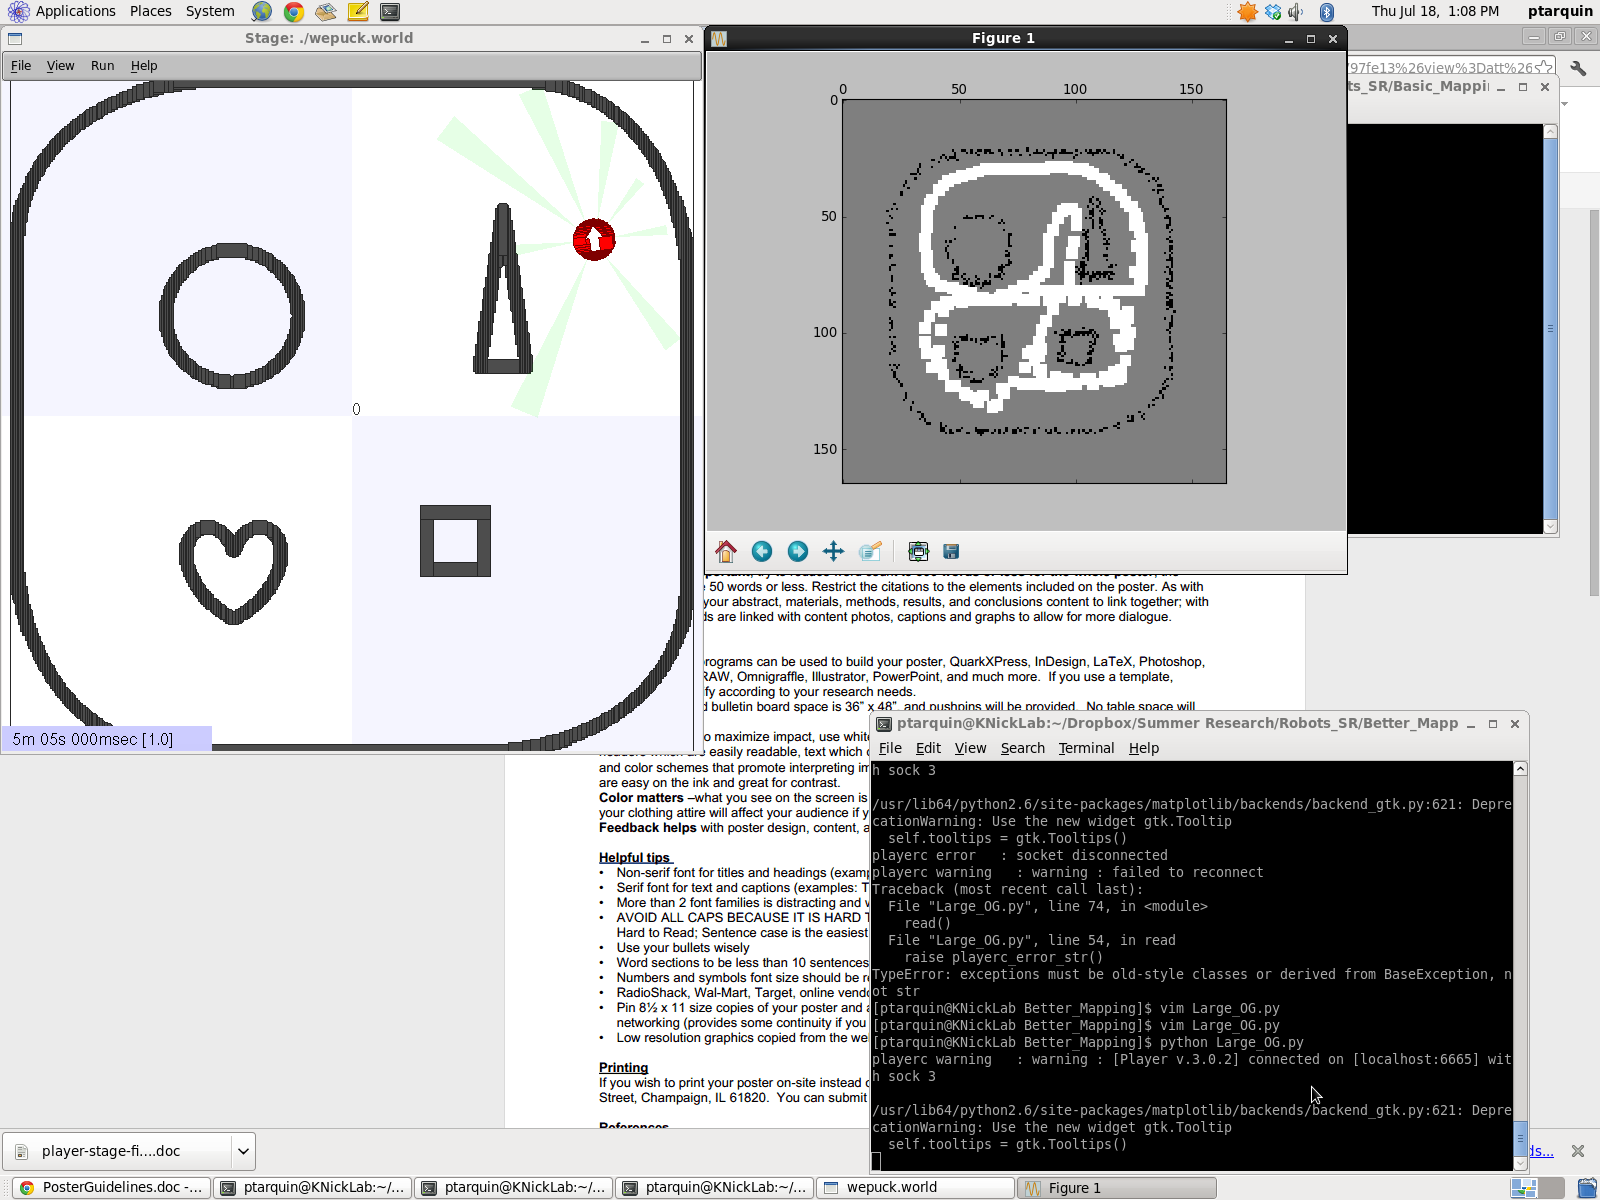 Applications Places System
Thu Jul 18, 1:08 PM ptarquin
Stage: ./wepuck.world
File View Run Help
0
5m 05s 000msec [1.0]
Figure 1
0 50 100 150
0
50
100
150
97fe13%26view%3Datt%26
ts_SR/Basic_Mappi
50 words or less. Restrict the citations to the elements included on the poster. As with
your abstract, materials, methods, results, and conclusions content to link together; with
ds are linked with content photos, captions and graphs to allow for more dialogue.
rograms can be used to build your poster, QuarkXPress, InDesign, LaTeX, Photoshop,
RAW, Omnigraffle, Illustrator, PowerPoint, and much more. If you use a template,
fy according to your research needs.
d bulletin board space is 36" x 48", and pushpins will be provided. No table space will
o maximize impact, use white
are easily readable, text which c
and color schemes that promote interpreting im
are easy on the ink and great for contrast.
Color matters –what you see on the screen is
your clothing attire will affect your audience if y
Feedback helps with poster design, content, a
Helpful tips
• Non-serif font for titles and headings (examp
• Serif font for text and captions (examples: T
• More than 2 font families is distracting and w
• AVOID ALL CAPS BECAUSE IT IS HARD T
Hard to Read; Sentence case is the easiest
• Use your bullets wisely
• Word sections to be less than 10 sentences
• Numbers and symbols font size should be re
• RadioShack, Wal-Mart, Target, online vendo
• Pin 8½ x 11 size copies of your poster and a
networking (provides some continuity if you
• Low resolution graphics copied from the we
Printing
If you wish to print your poster on-site instead o
Street, Champaign, IL 61820. You can submit
References
ptarquin@KNickLab:~/Dropbox/Summer Research/Robots_SR/Better_Mapp
File Edit View Search Terminal Help
h sock 3
/usr/lib64/python2.6/site-packages/matplotlib/backends/backend_gtk.py:621: Depre
cationWarning: Use the new widget gtk.Tooltip
self.tooltips = gtk.Tooltips()
playerc error : socket disconnected
playerc warning : warning : failed to reconnect
Traceback (most recent call last):
File "Large_OG.py", line 74, in <module>
read()
File "Large_OG.py", line 54, in read
raise playerc_error_str()
TypeError: exceptions must be old-style classes or derived from BaseException, n
ot str
[ptarquin@KNickLab Better_Mapping]$ vim Large_OG.py
[ptarquin@KNickLab Better_Mapping]$ vim Large_OG.py
[ptarquin@KNickLab Better_Mapping]$ python Large_OG.py
playerc warning : warning : [Player v.3.0.2] connected on [localhost:6665] wit
h sock 3
/usr/lib64/python2.6/site-packages/matplotlib/backends/backend_gtk.py:621: Depre
cationWarning: Use the new widget gtk.Tooltip
self.tooltips = gtk.Tooltips()
player-stage-fi....doc
ds...
PosterGuidelines.doc -... ptarquin@KNickLab:~/... ptarquin@KNickLab:~/... ptarquin@KNickLab:~/... wepuck.world Figure 1